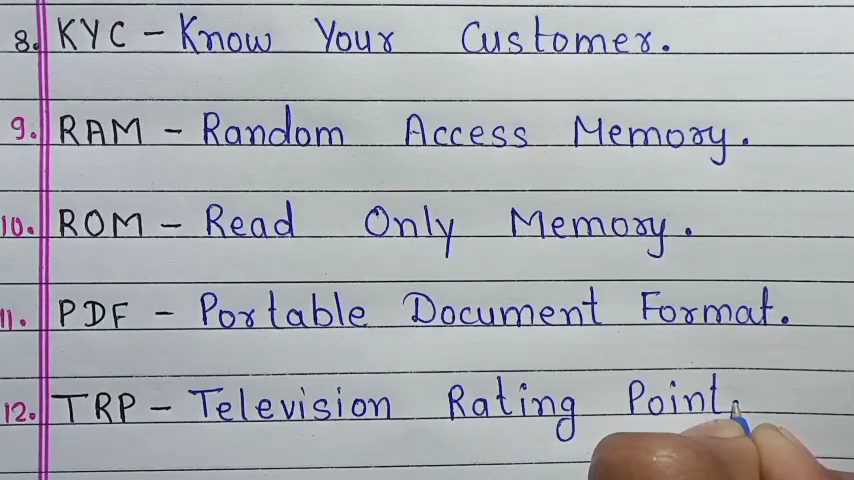 8. KYC - Know Your Customer.
9. RAM - Random Access Memory.
10. ROM - Read Only Memory.
11. PDF - Portable Document Format.
12. TRP - Television Rating Point